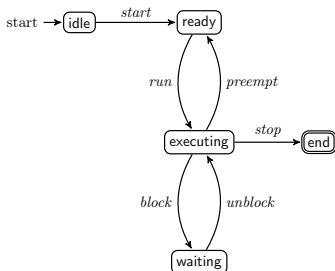 start
idle
start
ready
run
preempt
executing
stop
end
block
unblock
waiting